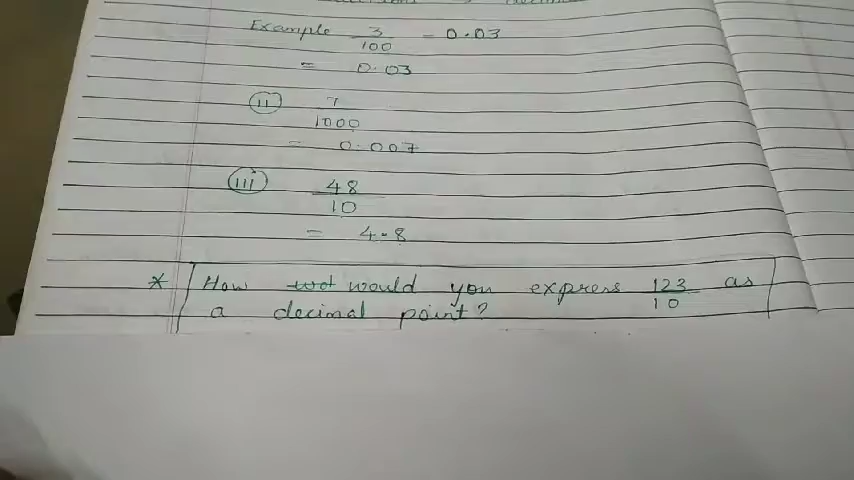 Example 3/100 = 0.03
= 0.03
(ii) 7/1000
= 0.007
(iii) 48/10
= 4.8
* How would you express 123/10 as
a decimal point?